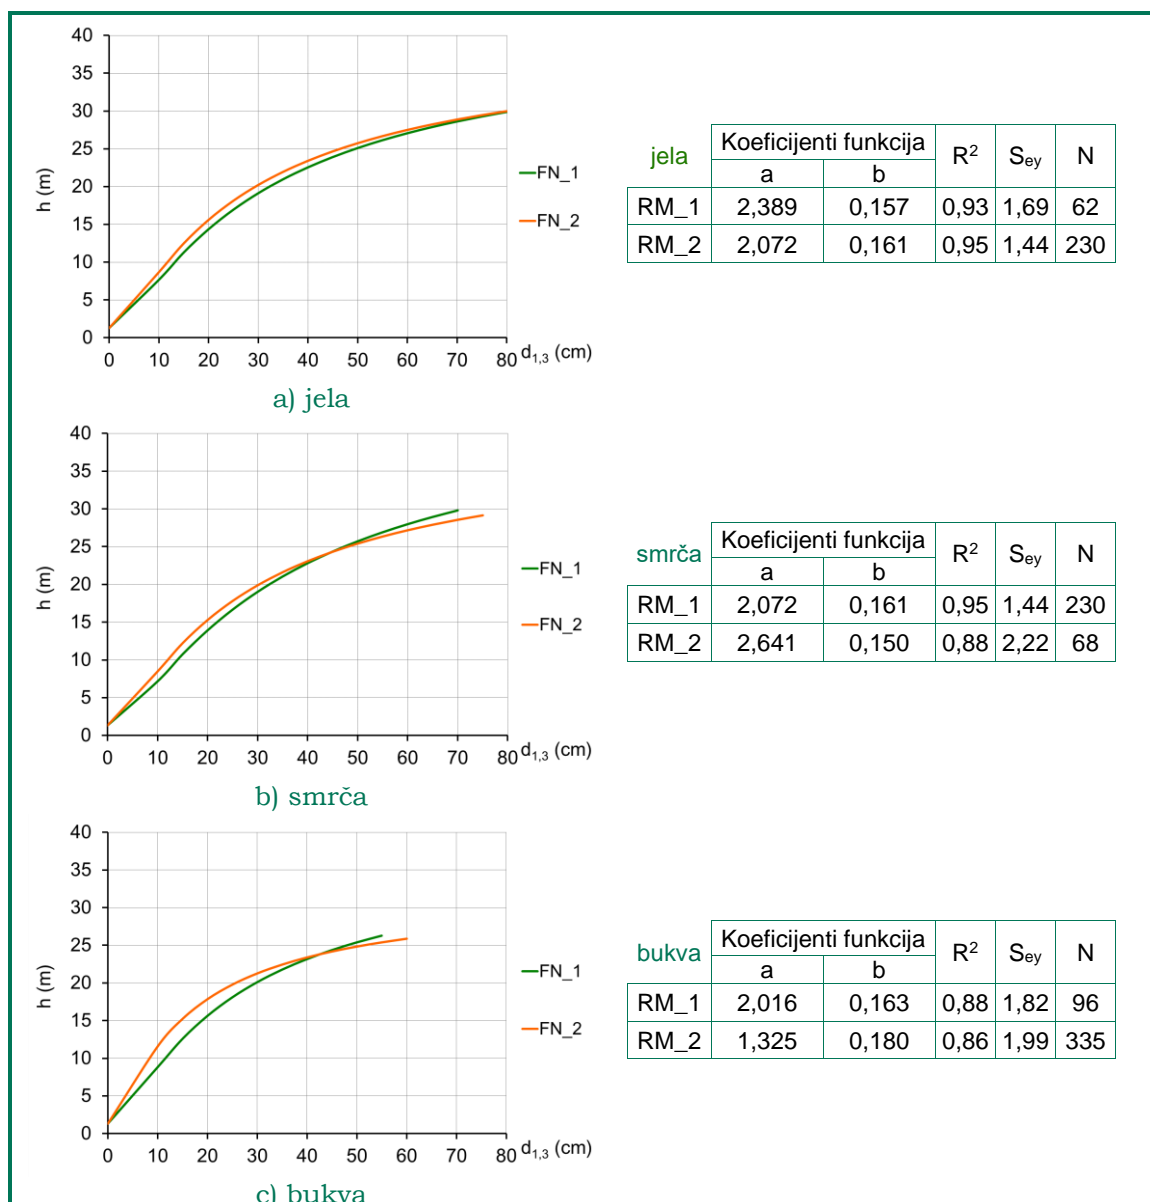 40
35
30
25
20
15
10
5
0
h (m)
0 10 20 30 40 50 60 70 80 d1,3 (cm)
FN_1
FN_2
a) jela
jela Koeficijenti funkcija R² Sey N
a b
RM_1 2,389 0,157 0,93 1,69 62
RM_2 2,072 0,161 0,95 1,44 230
40
35
30
25
20
15
10
5
0
h (m)
0 10 20 30 40 50 60 70 80 d1,3 (cm)
FN_1
FN_2
b) smrča
smrča Koeficijenti funkcija R² Sey N
a b
RM_1 2,072 0,161 0,95 1,44 230
RM_2 2,641 0,150 0,88 2,22 68
40
35
30
25
20
15
10
5
0
h (m)
0 10 20 30 40 50 60 70 80 d1,3 (cm)
FN_1
FN_2
c) bukva
bukva Koeficijenti funkcija R² Sey N
a b
RM_1 2,016 0,163 0,88 1,82 96
RM_2 1,325 0,180 0,86 1,99 335